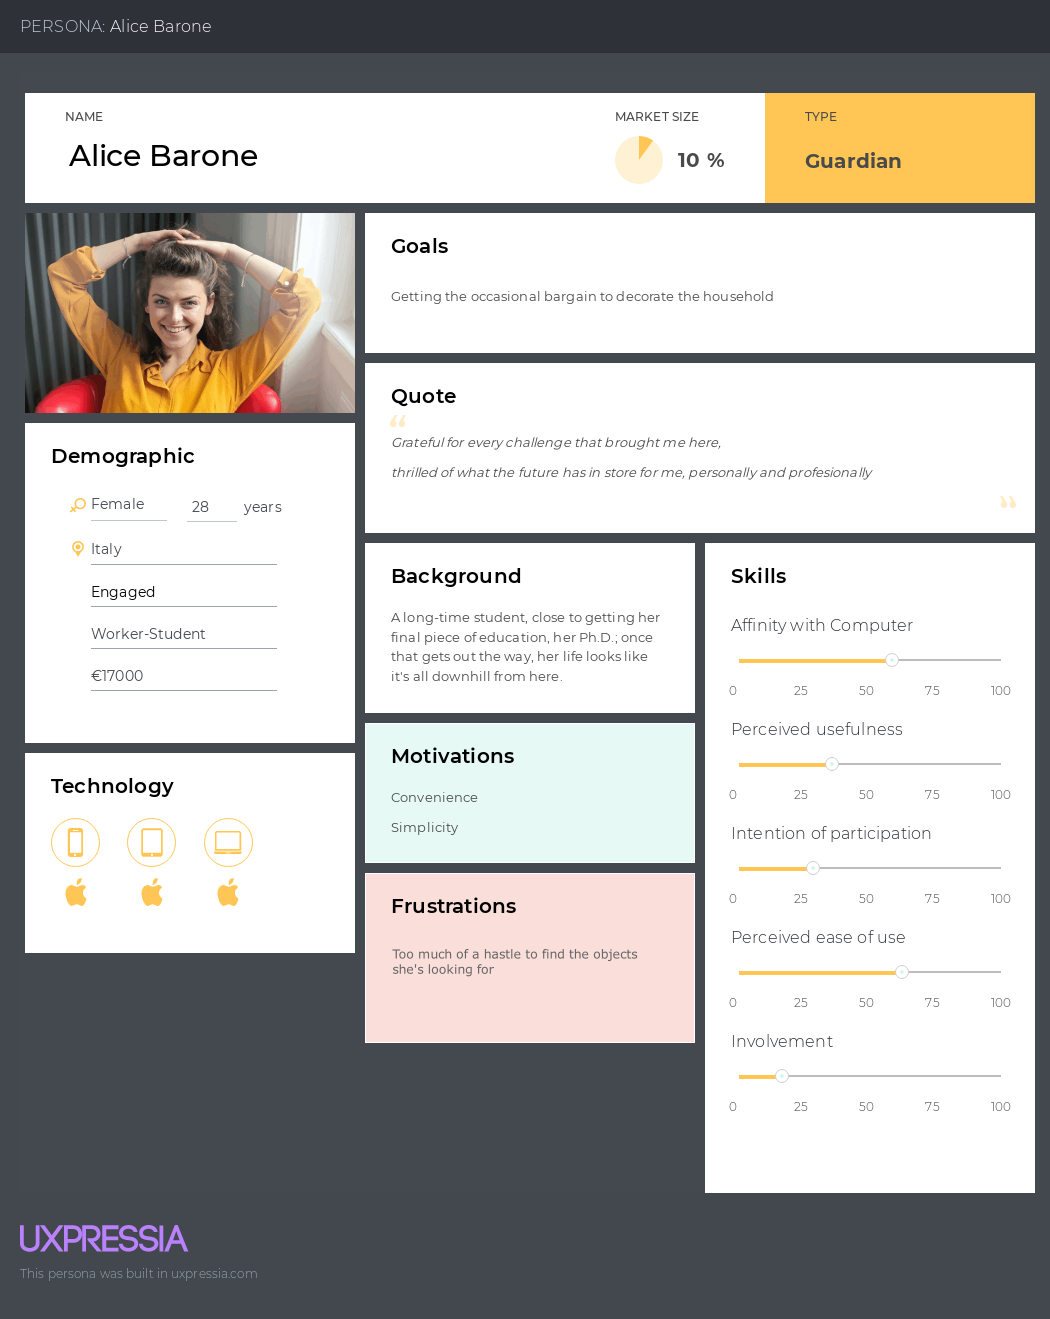 PERSONA: Alice Barone
NAME
Alice Barone
MARKET SIZE
10 %
TYPE
Guardian
Goals
Getting the occasional bargain to decorate the household
Quote
“
Grateful for every challenge that brought me here,
thrilled of what the future has in store for me, personally and profesionally
”
Demographic
Female 28 years
Italy
Engaged
Worker-Student
€17000
Technology
Background
A long-time student, close to getting her
final piece of education, her Ph.D.; once
that gets out the way, her life looks like
it's all downhill from here.
Motivations
Convenience
Simplicity
Frustrations
Too much of a hastle to find the objects
she's looking for
Skills
Affinity with Computer
0 25 50 75 100
Perceived usefulness
0 25 50 75 100
Intention of participation
0 25 50 75 100
Perceived ease of use
0 25 50 75 100
Involvement
0 25 50 75 100
UXPRESSIA
This persona was built in uxpressia.com